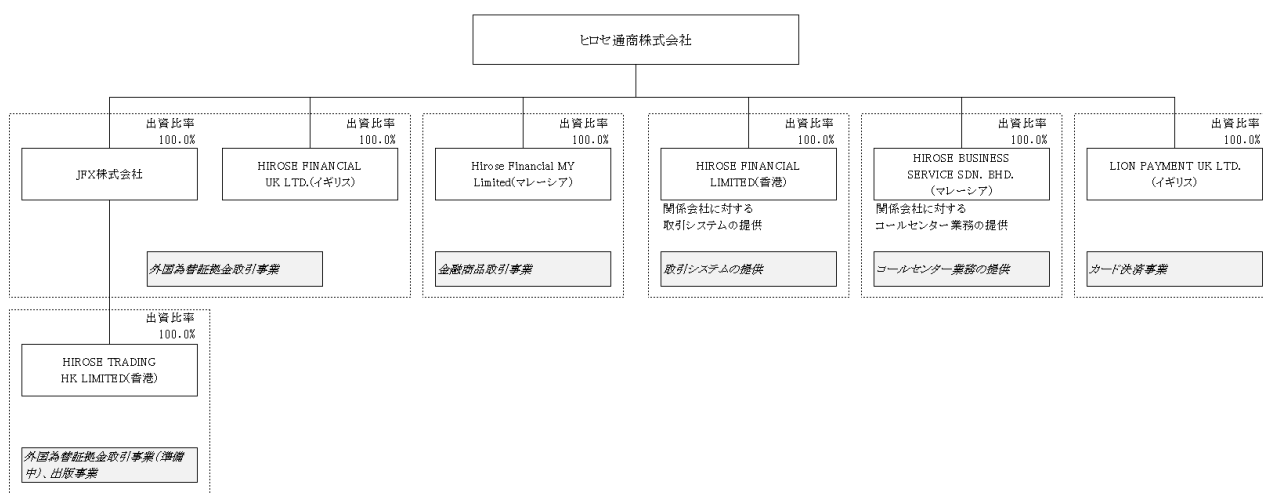 ヒロセ通商株式会社
出資比率
100.0%
JFX株式会社
出資比率
100.0%
HIROSE FINANCIAL
UK LTD.(イギリス)
外国為替証拠金取引事業
出資比率
100.0%
Hirose Financial MY
Limited(マレーシア)
金融商品取引事業
出資比率
100.0%
HIROSE FINANCIAL
LIMITED(香港)
関係会社に対する
取引システムの提供
取引システムの提供
出資比率
100.0%
HIROSE BUSINESS
SERVICE SDN. BHD.
(マレーシア)
関係会社に対する
コールセンター業務の提供
コールセンター業務の提供
出資比率
100.0%
LION PAYMENT UK LTD.
(イギリス)
カード決済事業
出資比率
100.0%
HIROSE TRADING
HK LIMITED(香港)
外国為替証拠金取引事業(準備
中)、出版事業